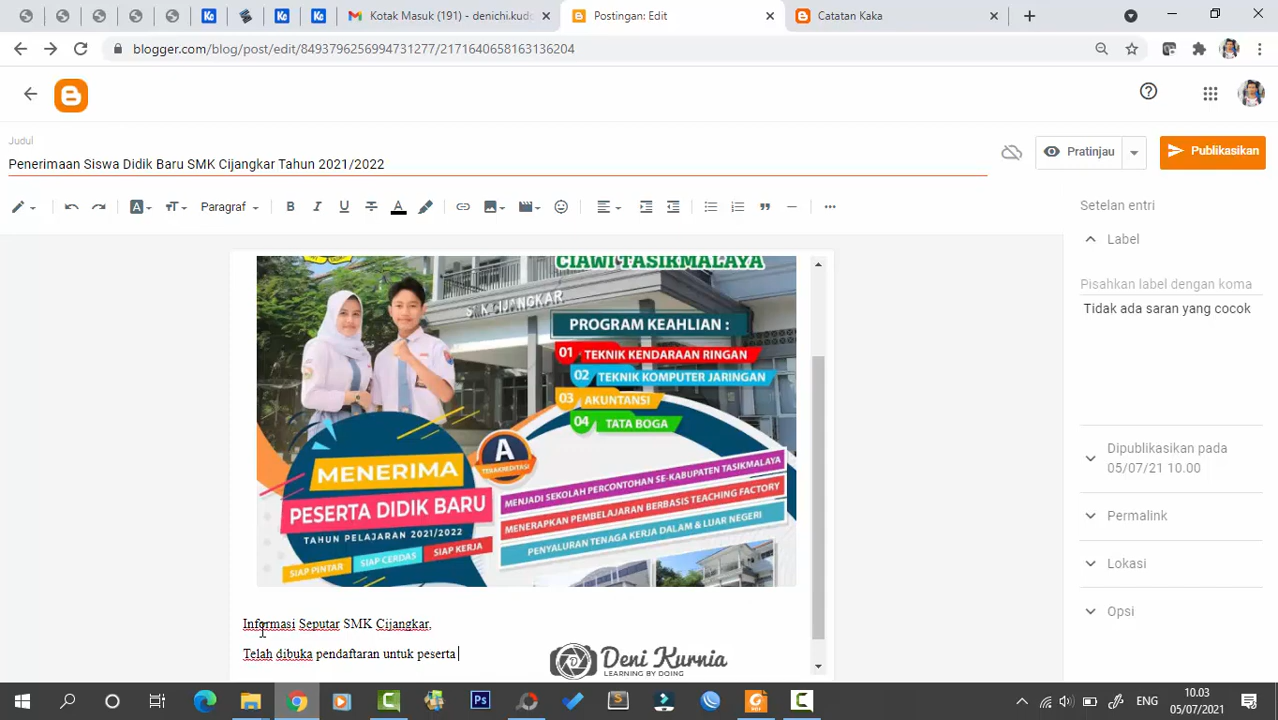 Kotak Masuk (191) - denichi.kudp
Postingan: Edit
Catatan Kaka
blogger.com/blog/post/edit/8493796256994731277/2171640658163136204
Judul
Penerimaan Siswa Didik Baru SMK Cijangkar Tahun 2021/2022
Pratinjau
Publikasikan
Paragraf
Setelan entri
Label
Pisahkan label dengan koma
Tidak ada saran yang cocok
Dipublikasikan pada
05/07/21 10.00
Permalink
Lokasi
Opsi
CIAWI TASIKMALAYA
SMK CIJANGKAR
PROGRAM KEAHLIAN :
01 TEKNIK KENDARAAN RINGAN
02 TEKNIK KOMPUTER JARINGAN
03 AKUNTANSI
04 TATA BOGA
A
TERAKREDITASI
MENERIMA
PESERTA DIDIK BARU
TAHUN PELAJARAN 2021/2022
SIAP PINTAR
SIAP CERDAS
SIAP KERJA
MENJADI SEKOLAH PERCONTOHAN SE-KABUPATEN TASIKMALAYA
MENERAPKAN PEMBELAJARAN BERBASIS TEACHING FACTORY
PENYALURAN TENAGA KERJA DALAM & LUAR NEGERI
Informasi Seputar SMK Cijangkar,
Telah dibuka pendaftaran untuk peserta
Deni Kurnia
LEARNING BY DOING
ENG
10.03
05/07/2021